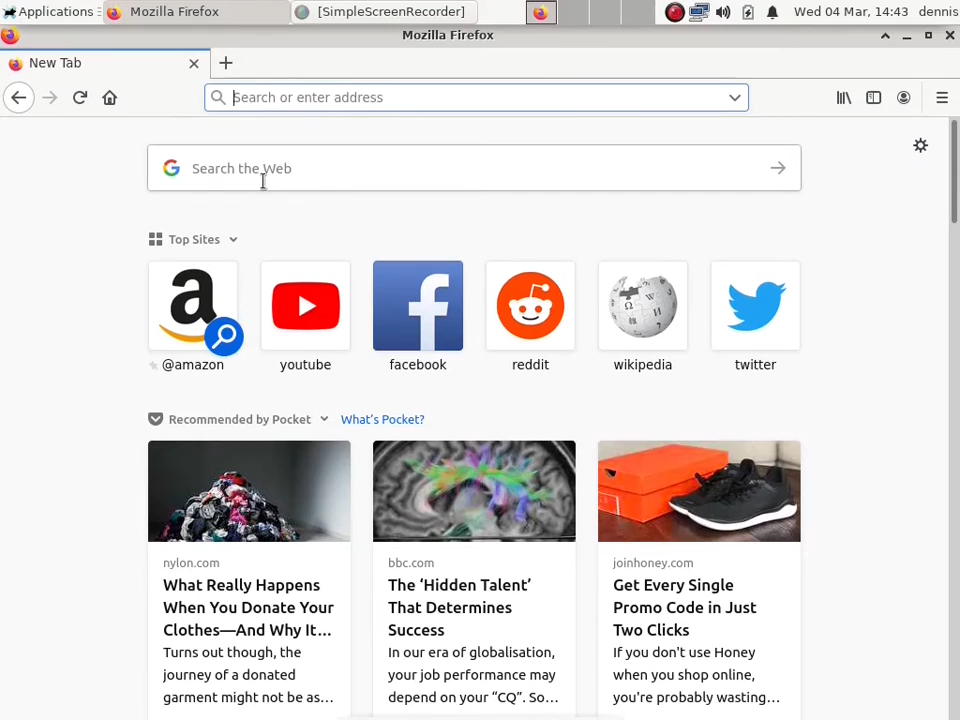 Applications Mozilla Firefox [SimpleScreenRecorder] Wed 04 Mar, 14:43 dennis
Mozilla Firefox
New Tab
Search or enter address
Search the Web
Top Sites
@amazon youtube facebook reddit wikipedia twitter
Recommended by Pocket What's Pocket?
nylon.com
What Really Happens
When You Donate Your
Clothes—And Why It...
Turns out though, the
journey of a donated
garment might not be as...
bbc.com
The ‘Hidden Talent’
That Determines
Success
In our era of globalisation,
your job performance may
depend on your “CQ”. So...
joinhoney.com
Get Every Single
Promo Code in Just
Two Clicks
If you don't use Honey
when you shop online,
you're probably wasting...